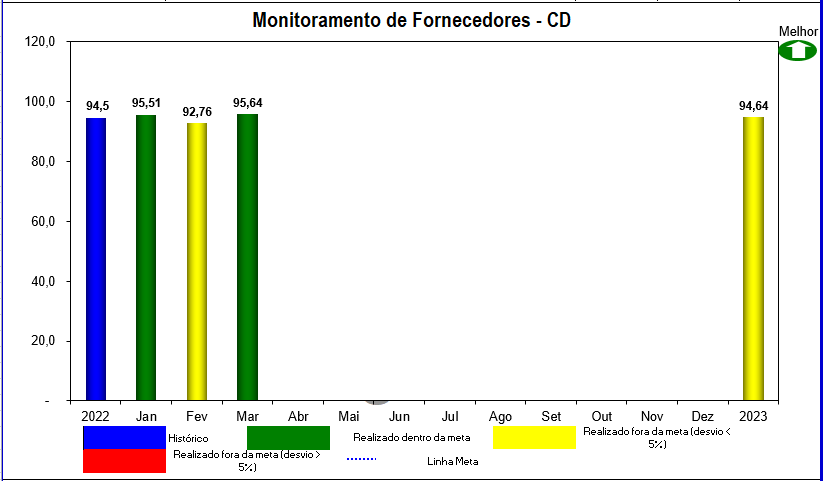 Monitoramento de Fornecedores - CD
Melhor
120,0
100,0
80,0
60,0
40,0
20,0
-
94,5
95,51
92,76
95,64
94,64
2022 Jan Fev Mar Abr Mai Jun Jul Ago Set Out Nov Dez 2023
Histórico
Realizado dentro da meta
Realizado fora da meta (desvio <
5%)
Realizado fora da meta (desvio >
5%)
Linha Meta